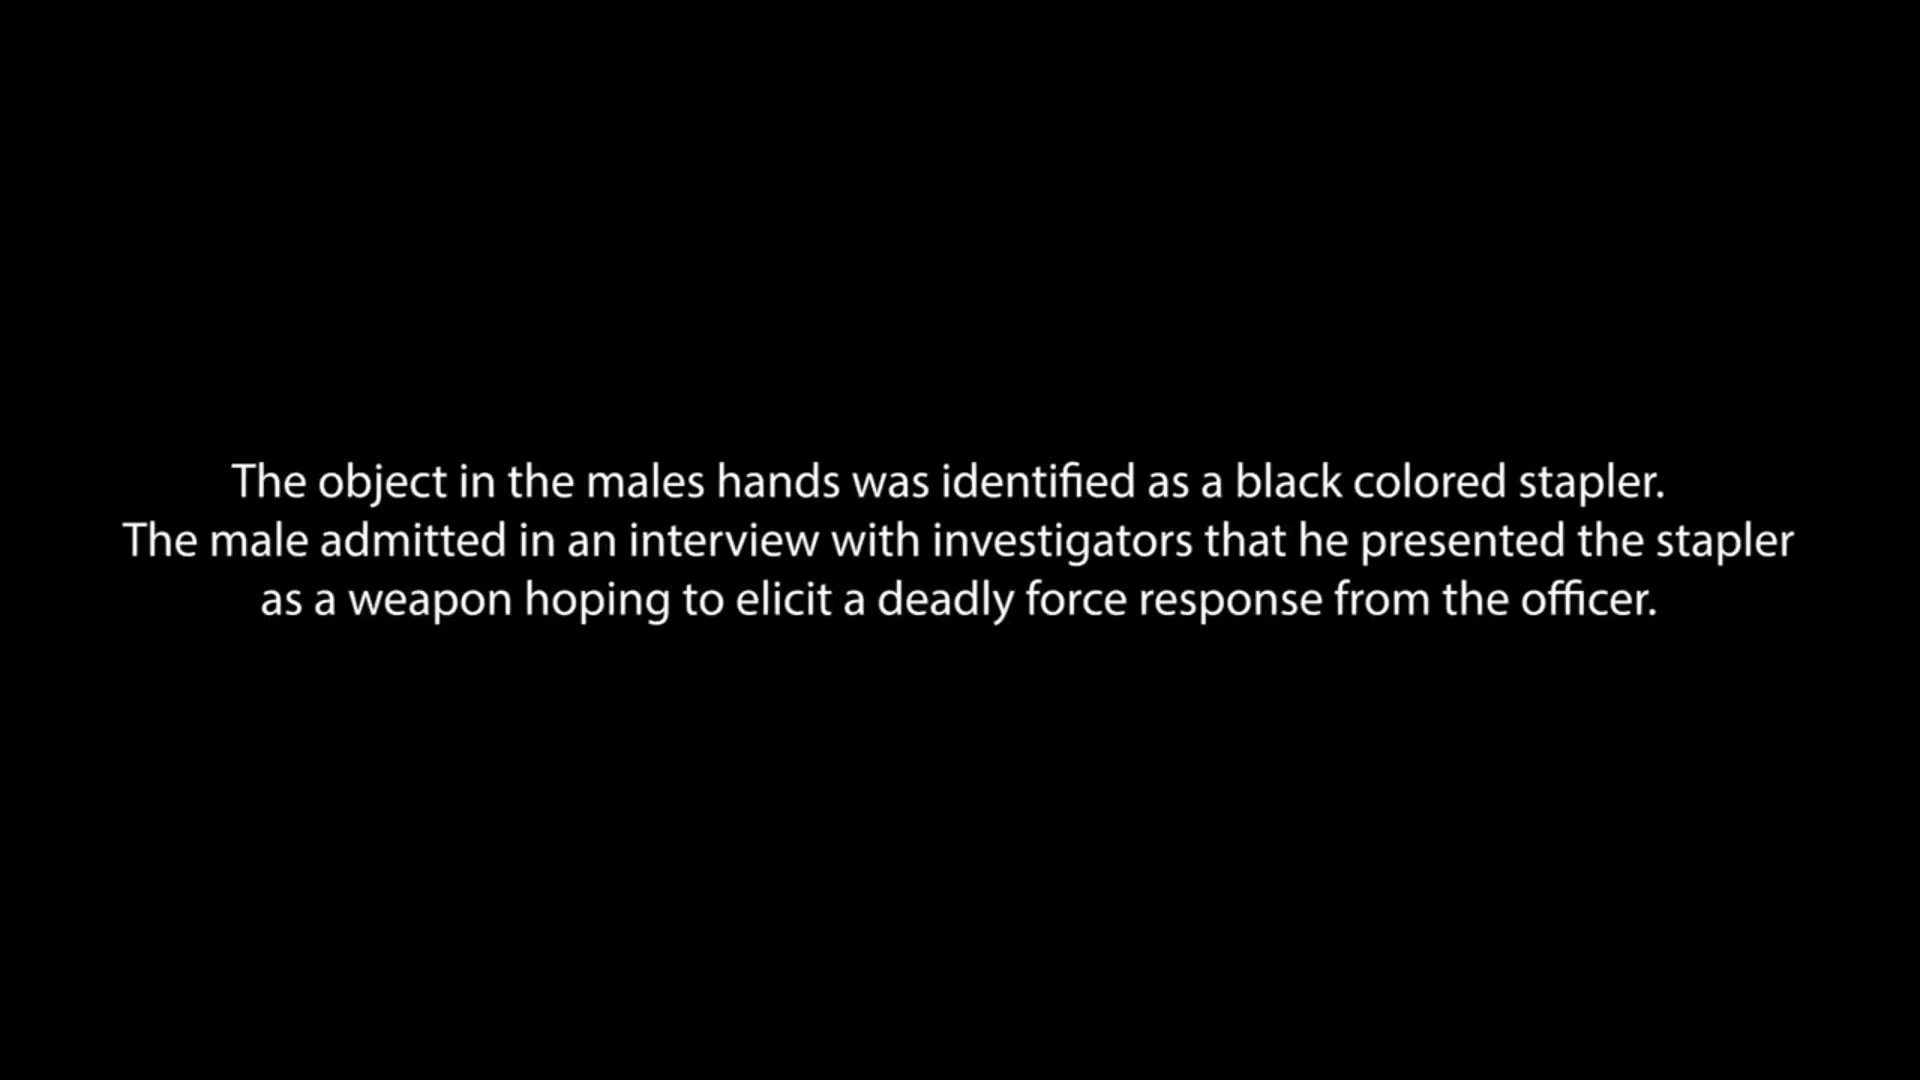 The object in the males hands was identified as a black colored stapler.
The male admitted in an interview with investigators that he presented the stapler
as a weapon hoping to elicit a deadly force response from the officer.